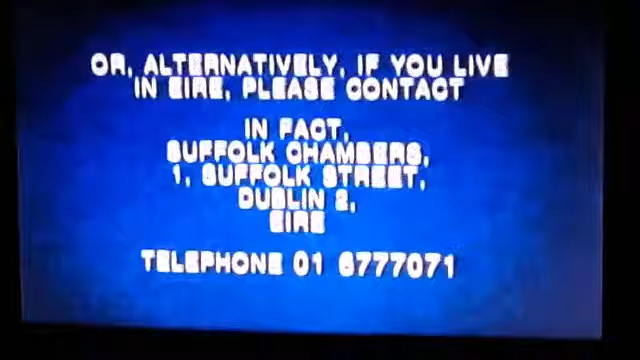 OR, ALTERNATIVELY, IF YOU LIVE
IN EIRE, PLEASE CONTACT
IN FACT,
SUFFOLK CHAMBERS,
1, SUFFOLK STREET,
DUBLIN 2,
EIRE
TELEPHONE 01 6777071